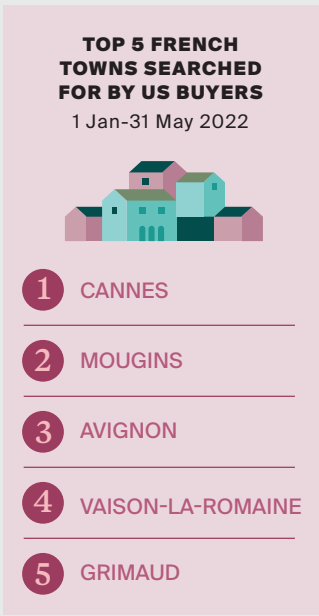 TOP 5 FRENCH
TOWNS SEARCHED
FOR BY US BUYERS
1 Jan-31 May 2022
1 CANNES
2 MOUGINS
3 AVIGNON
4 VAISON-LA-ROMAINE
5 GRIMAUD